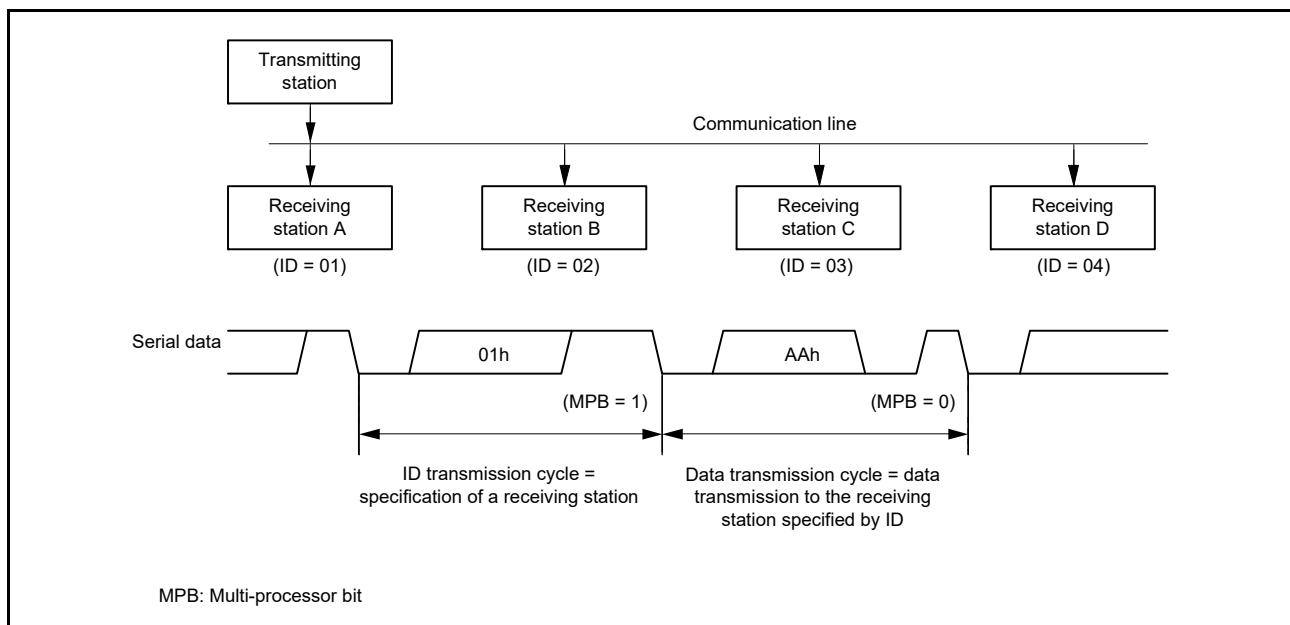 Transmitting
station
Communication line
Receiving
station A
Receiving
station B
Receiving
station C
Receiving
station D
(ID = 01)
(ID = 02)
(ID = 03)
(ID = 04)
Serial data
01h
AAh
(MPB = 1)
(MPB = 0)
ID transmission cycle =
specification of a receiving station
Data transmission cycle = data
transmission to the receiving
station specified by ID
MPB: Multi-processor bit